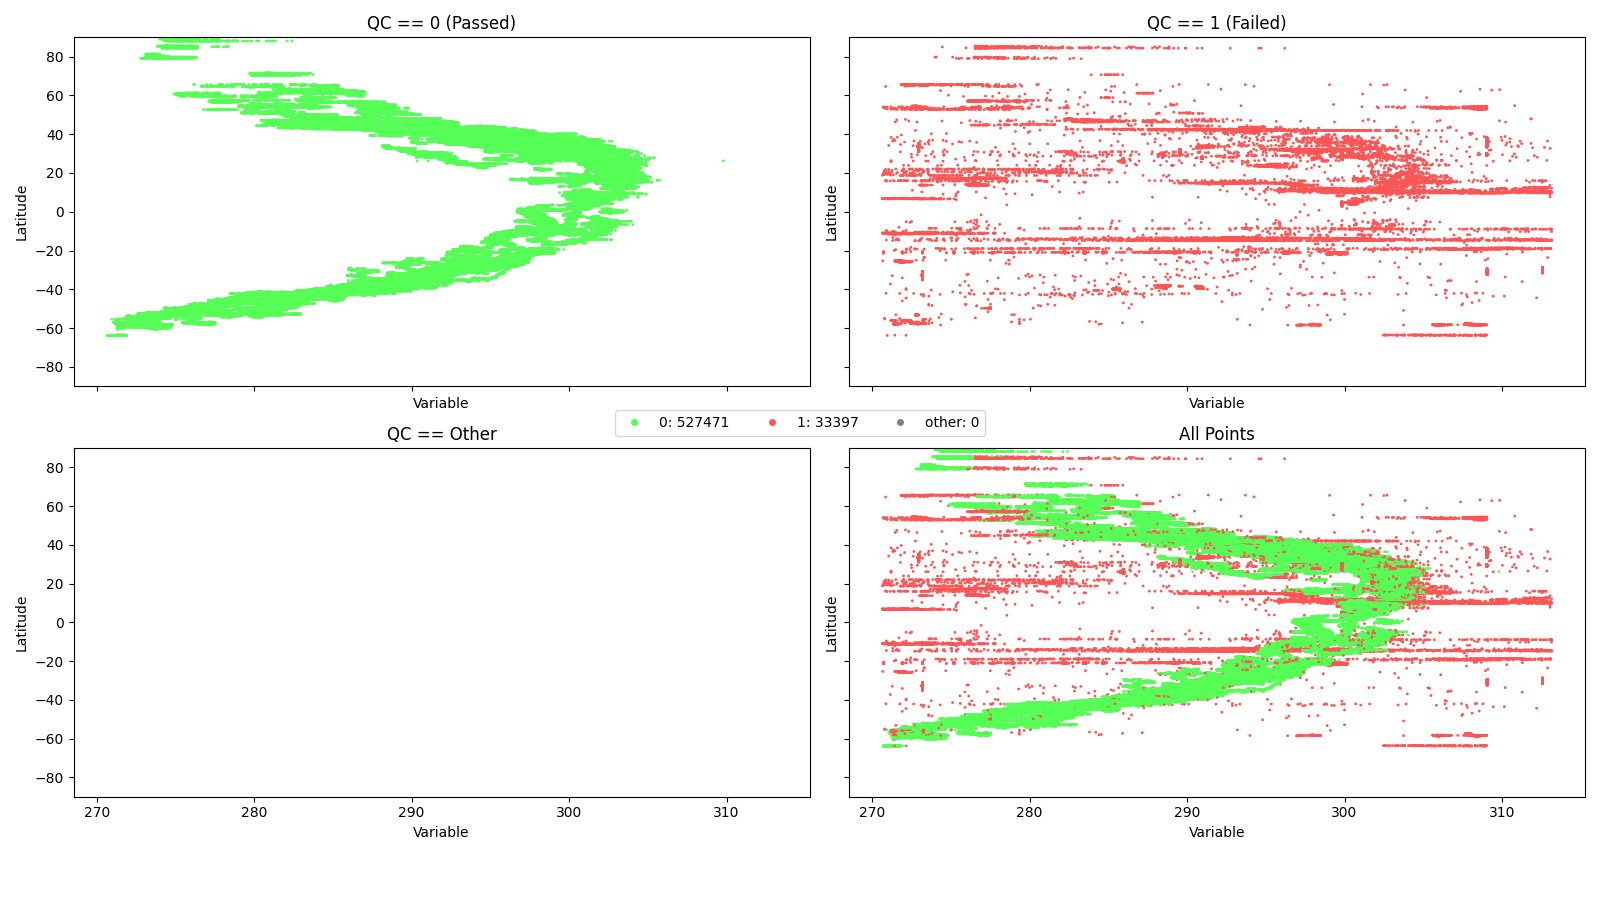 QC == 0 (Passed)
QC == 1 (Failed)
80
60
40
20
0
−20
−40
−60
−80
Latitude
Latitude
Variable
Variable
0: 527471
1: 33397
other: 0
QC == Other
All Points
80
60
40
20
0
−20
−40
−60
−80
Latitude
Latitude
270
280
290
300
310
270
280
290
300
310
Variable
Variable